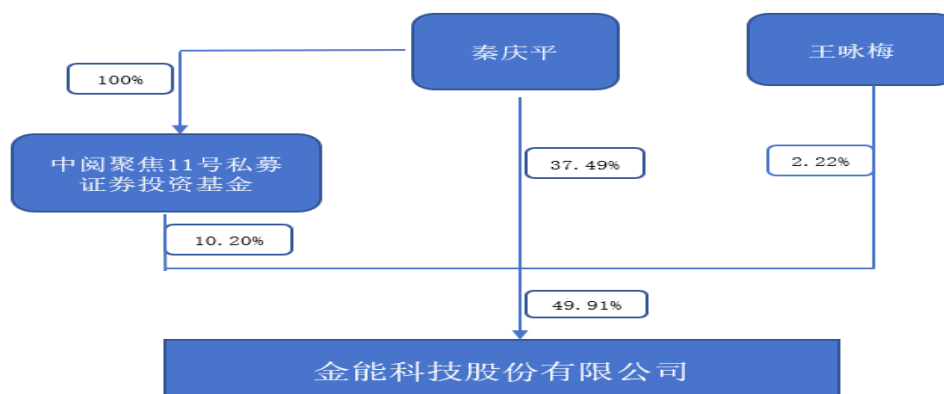 秦庆平
王咏梅
100%
中阅聚焦11号私募
证券投资基金
37.49%
2.22%
10.20%
49.91%
金能科技股份有限公司